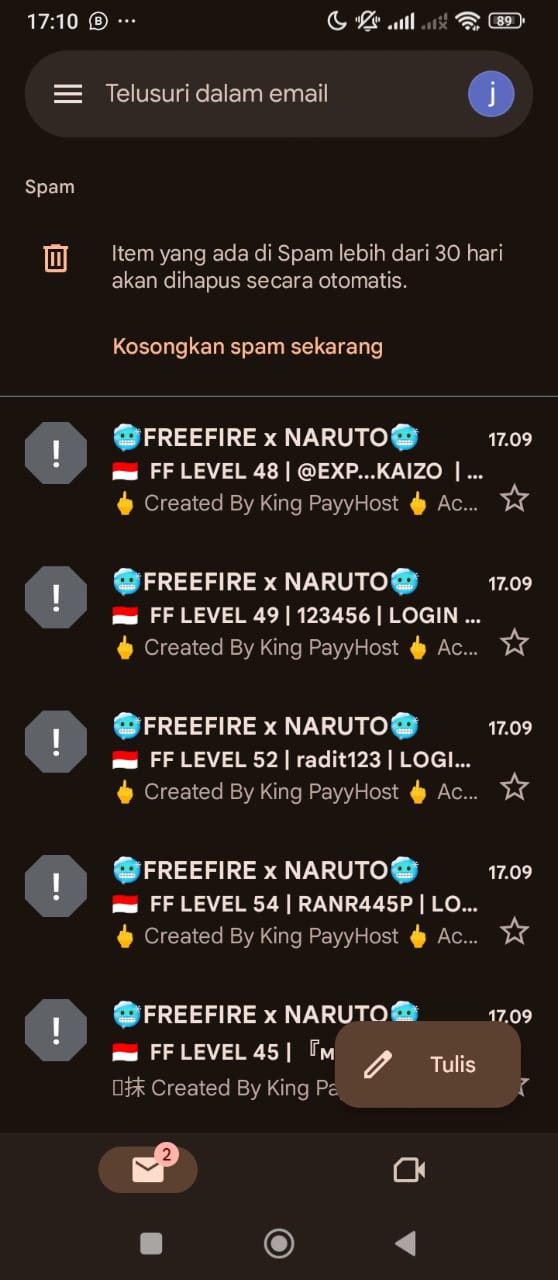 17:10
89
Telusuri dalam email
j
Spam
Item yang ada di Spam lebih dari 30 hari
akan dihapus secara otomatis.
Kosongkan spam sekarang
🥶FREEFIRE x NARUTO🥶 17.09
🇮🇩 FF LEVEL 48 | @EXP...KAIZO | ...
🖕 Created By King PayyHost 🖕 Ac...
🥶FREEFIRE x NARUTO🥶 17.09
🇮🇩 FF LEVEL 49 | 123456 | LOGIN ...
🖕 Created By King PayyHost 🖕 Ac...
🥶FREEFIRE x NARUTO🥶 17.09
🇮🇩 FF LEVEL 52 | radit123 | LOGI...
🖕 Created By King PayyHost 🖕 Ac...
🥶FREEFIRE x NARUTO🥶 17.09
🇮🇩 FF LEVEL 54 | RANR445P | LO...
🖕 Created By King PayyHost 🖕 Ac...
🥶FREEFIRE x NARUTO🥶 17.09
🇮🇩 FF LEVEL 45 | 『ᴍ
抹 Created By King Pa
Tulis
2